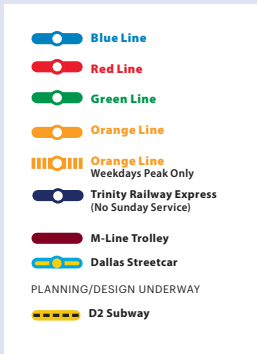 Blue Line
Red Line
Green Line
Orange Line
Orange Line
Weekdays Peak Only
Trinity Railway Express
(No Sunday Service)
M-Line Trolley
Dallas Streetcar
PLANNING/DESIGN UNDERWAY
D2 Subway